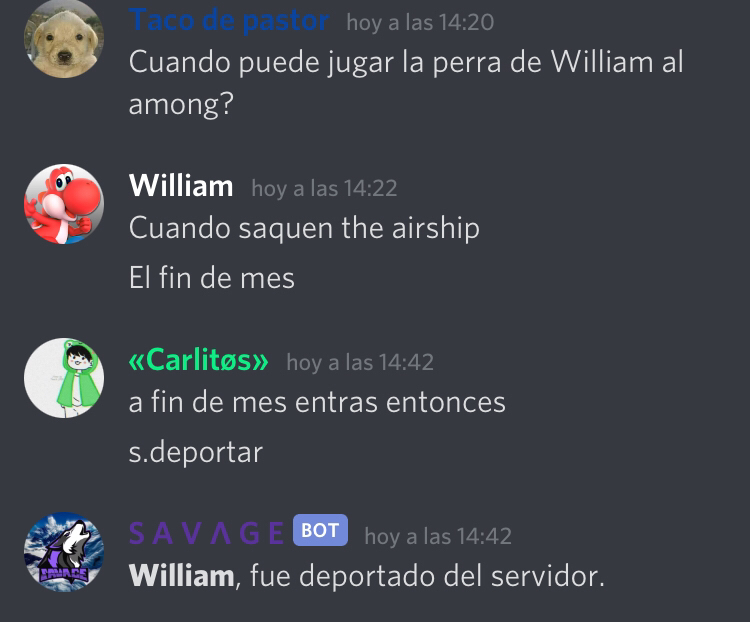 Taco de pastor hoy a las 14:20
Cuando puede jugar la perra de William al
among?
William hoy a las 14:22
Cuando saquen the airship
El fin de mes
«Carlitøs» hoy a las 14:42
a fin de mes entras entonces
s.deportar
S A V Λ G E BOT hoy a las 14:42
SAVAGE
William, fue deportado del servidor.